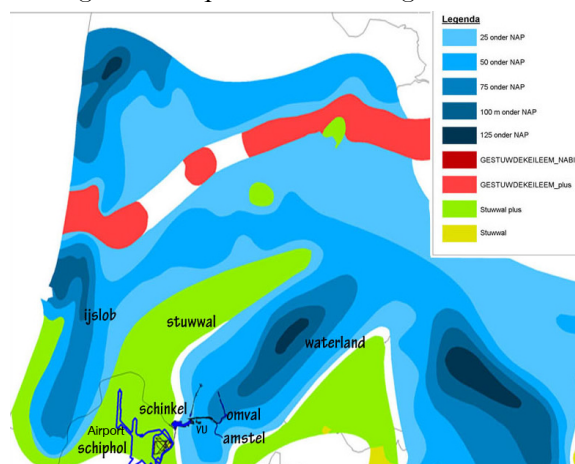 Legenda
25 onder NAP
50 onder NAP
75 onder NAP
100 m onder NAP
125 onder NAP
GESTUWDEKEILEEM_NABI
GESTUWDEKEILEEM_plus
Stuwwal plus
Stuwwal
ijslob
stuwwal
waterland
schinkel
omval
Airport
VU
amstel
schiphol